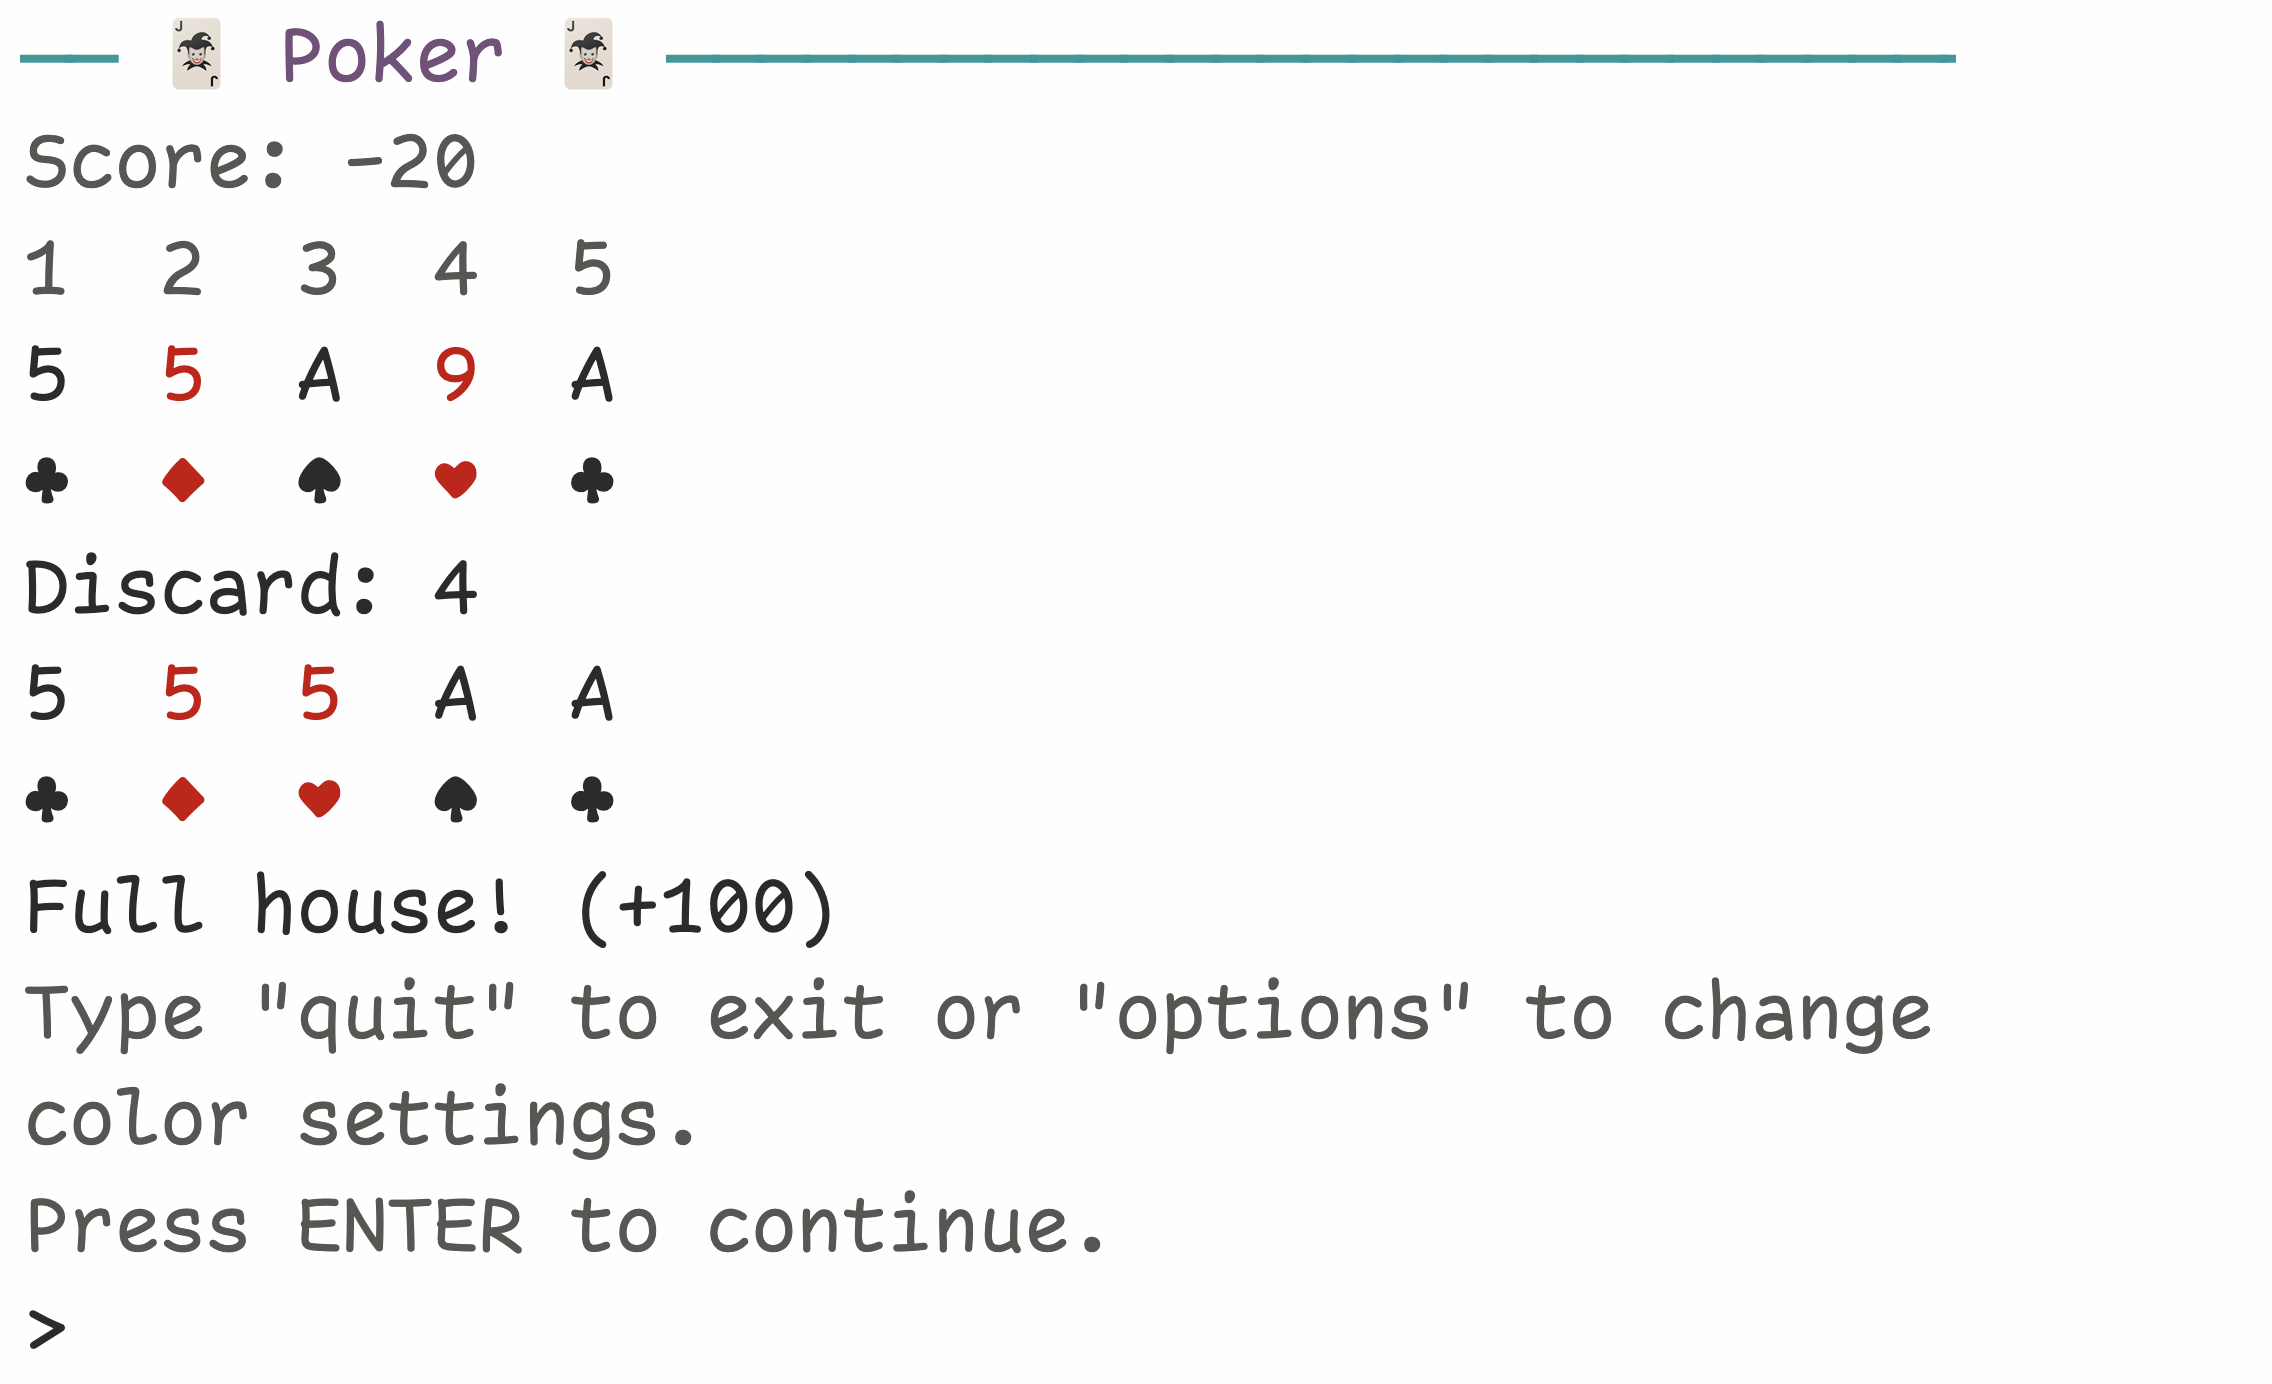 🃏 Poker 🃏
Score: -20
1 2 3 4 5
5 5 A 9 A
♣ ♦ ♠ ♥ ♣
Discard: 4
5 5 5 A A
♣ ♦ ♥ ♠ ♣
Full house! (+100)
Type "quit" to exit or "options" to change
color settings.
Press ENTER to continue.
>